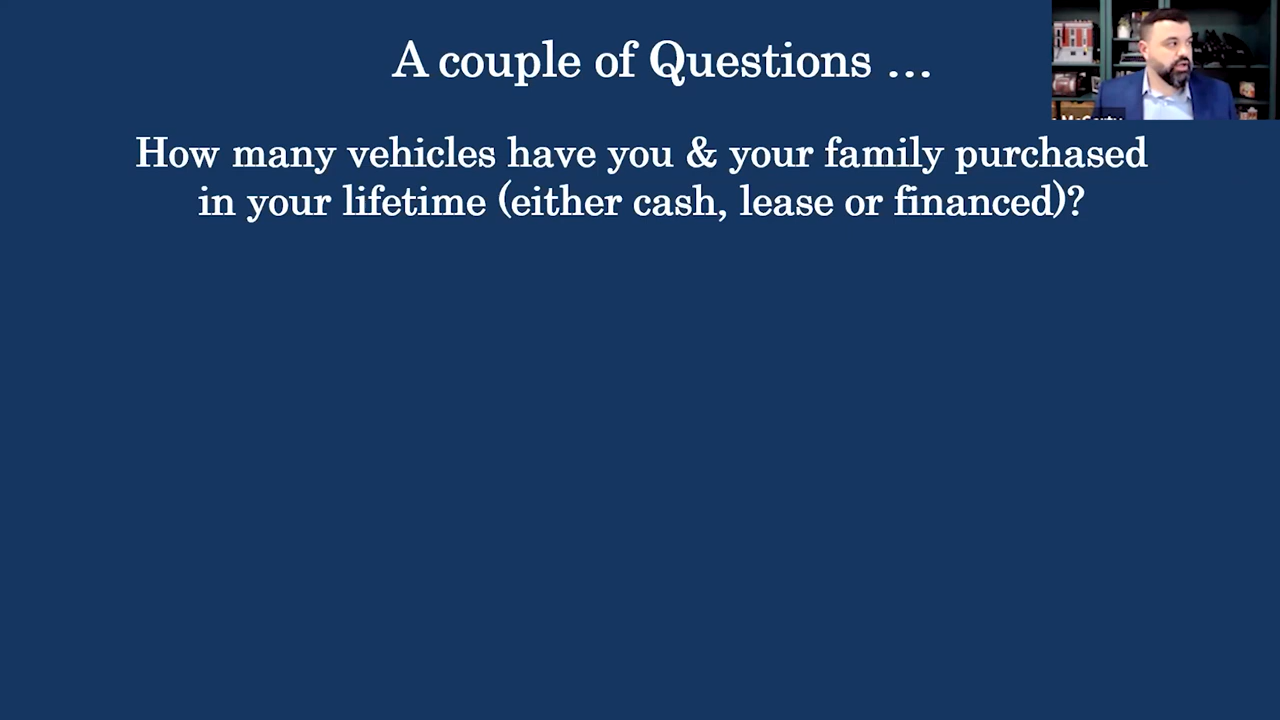 A couple of Questions ...
How many vehicles have you & your family purchased
in your lifetime (either cash, lease or financed)?